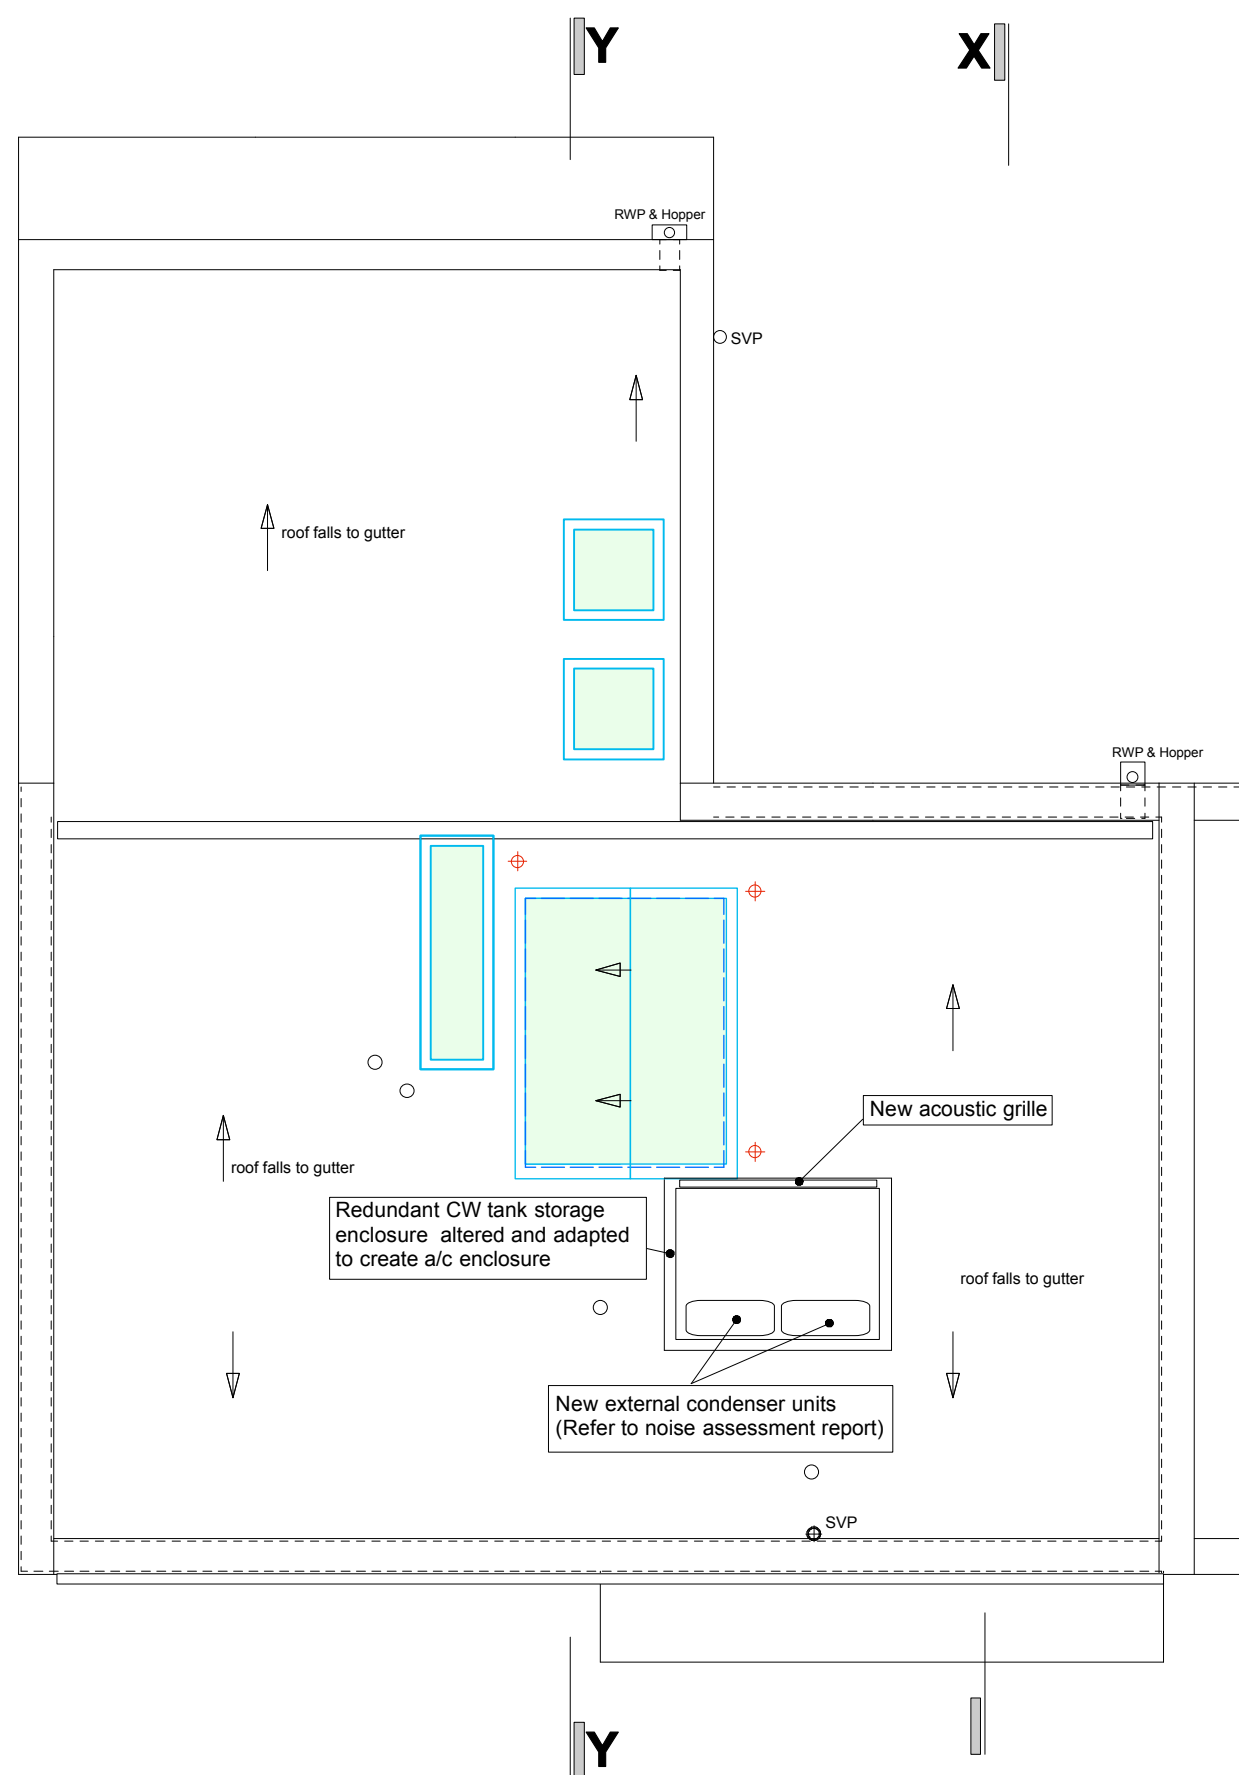 Y
X
RWP & Hopper
SVP
roof falls to gutter
RWP & Hopper
New acoustic grille
roof falls to gutter
Redundant CW tank storage
enclosure altered and adapted
to create a/c enclosure
roof falls to gutter
New external condenser units
(Refer to noise assessment report)
SVP
Y